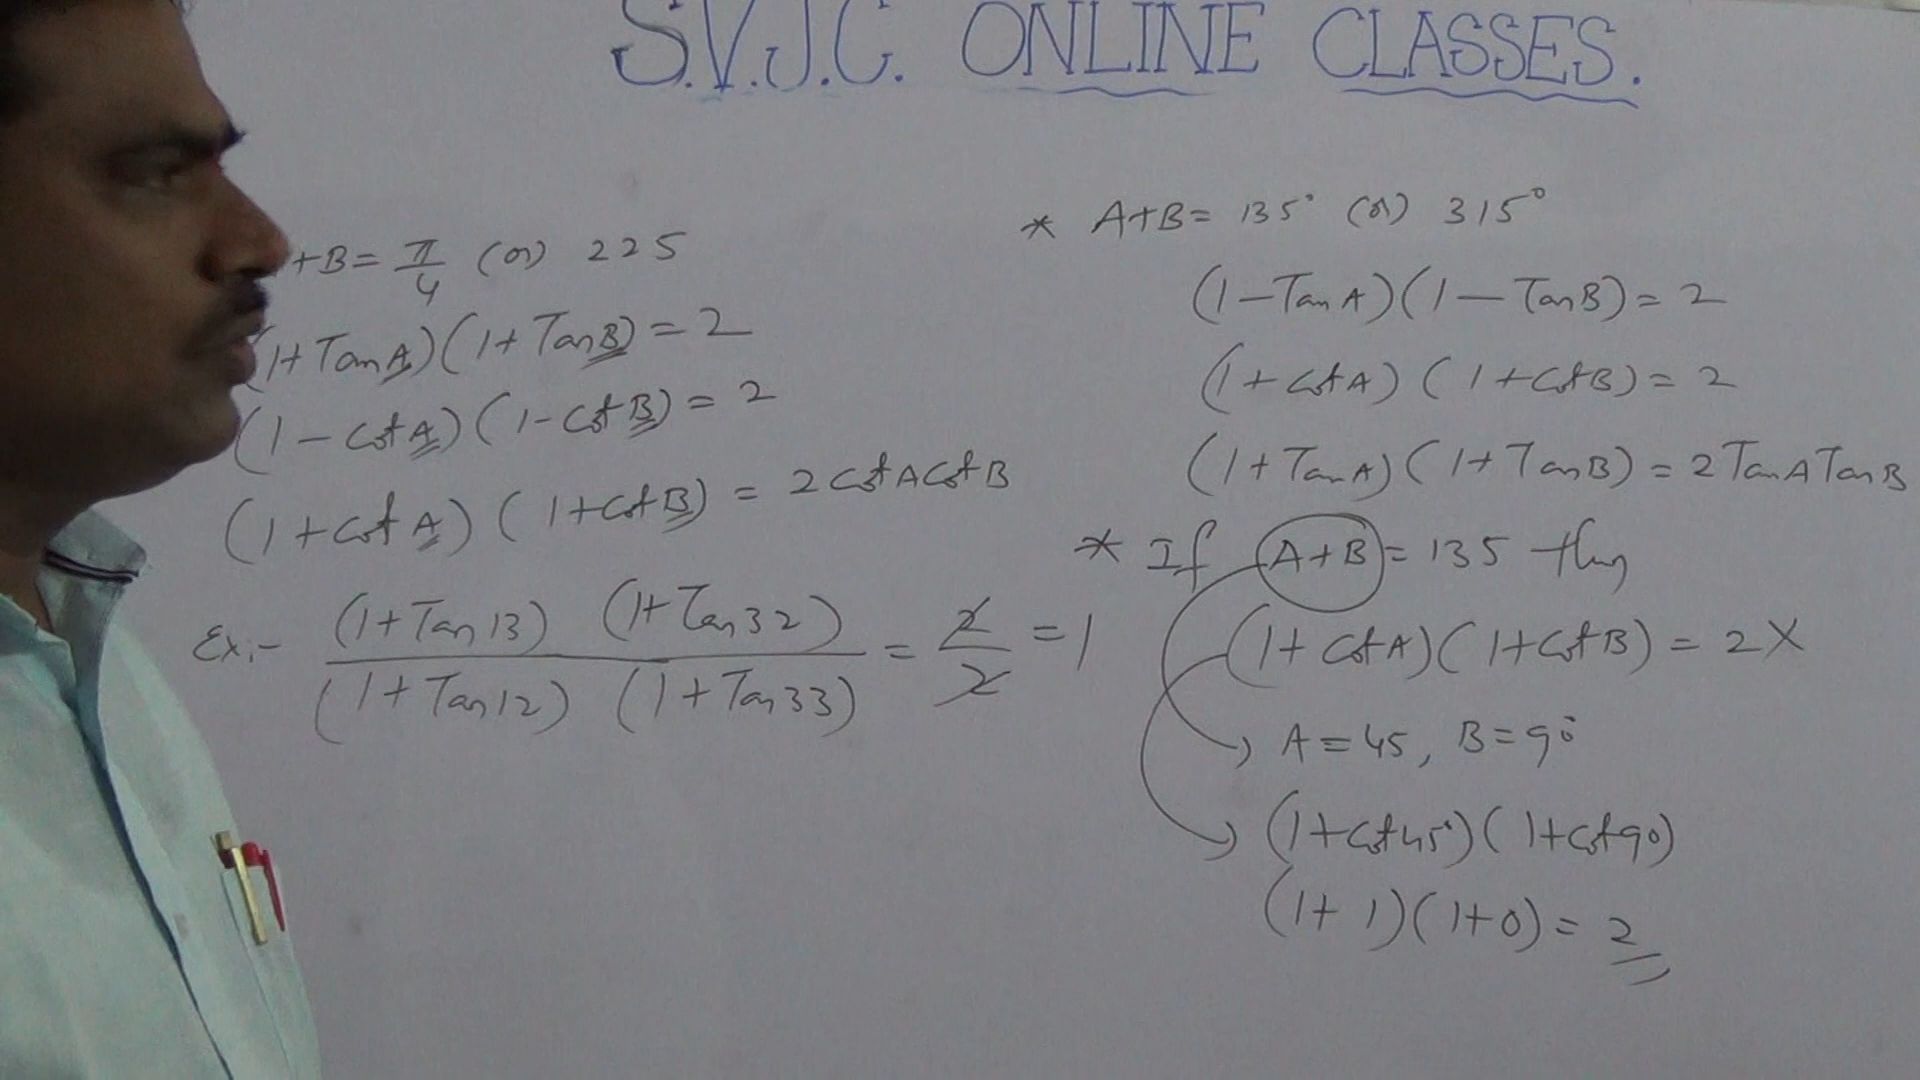 S.V.J.C. ONLINE CLASSES.
+B = π/4 (or) 225
(1+TanA)(1+TanB) = 2
(1-CotA)(1-CotB) = 2
(1+CotA)(1+CotB) = 2CotACotB
Ex:- (1+Tan13) (1+Tan32) / (1+Tan12) (1+Tan33) = 2/2 = 1
* A+B = 135° (or) 315°
(1-TanA)(1-TanB) = 2
(1+CotA)(1+CotB) = 2
(1+TanA)(1+TanB) = 2TanATanB
* If A+B = 135 then
(1+CotA)(1+CotB) = 2X
A=45, B=90°
(1+Cot45°)(1+Cot90)
(1+1)(1+0) = 2